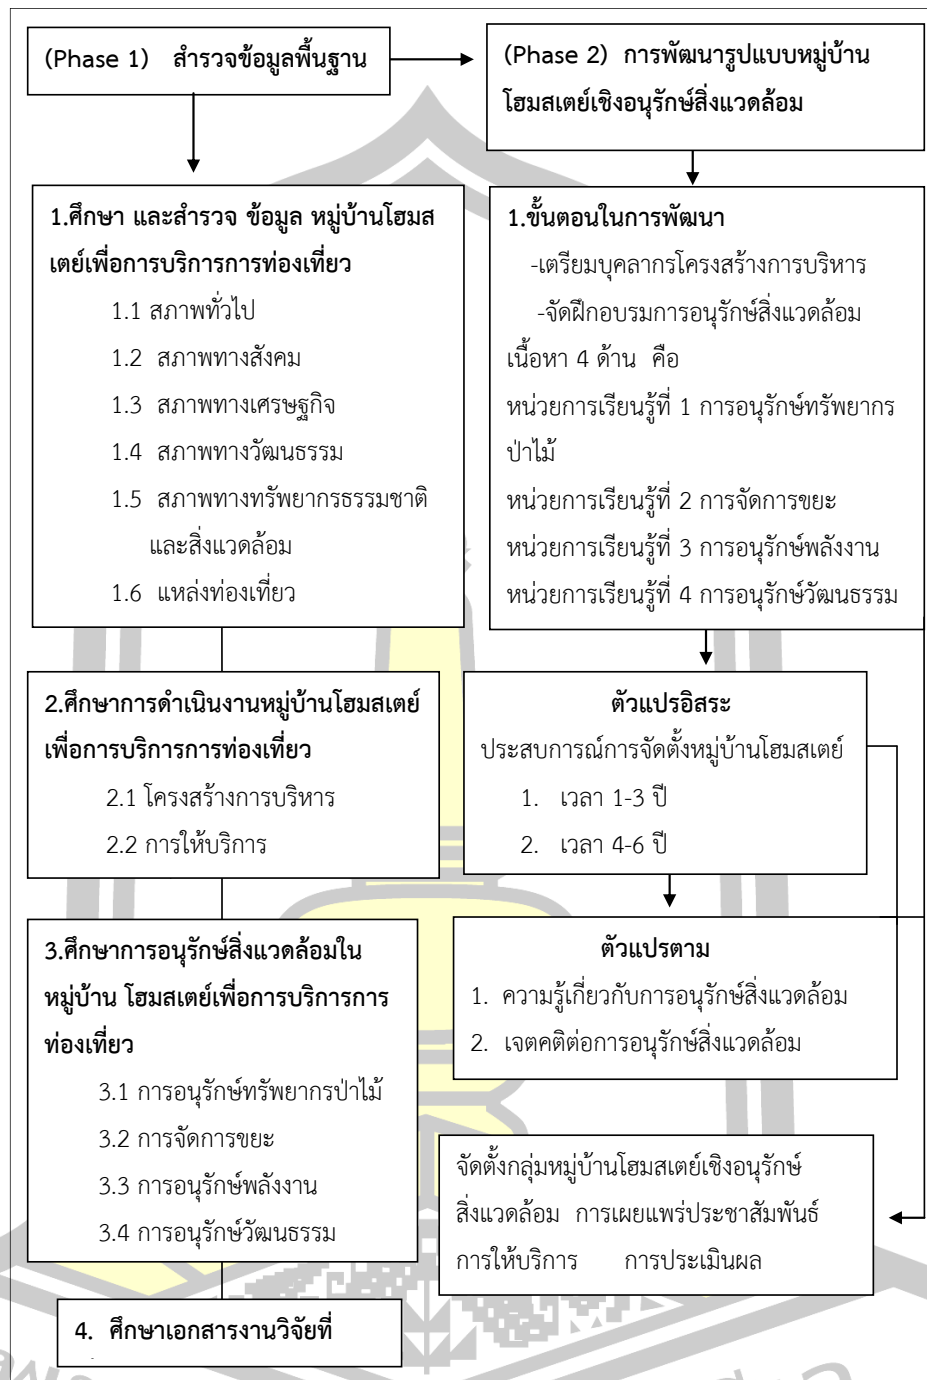 (Phase 1) สำรวจข้อมูลพื้นฐาน
(Phase 2) การพัฒนารูปแบบหมู่บ้าน
โฮมสเตย์เชิงอนุรักษ์สิ่งแวดล้อม
1.ศึกษา และสำรวจ ข้อมูล หมู่บ้านโฮมส
เตย์เพื่อการบริการการท่องเที่ยว
1.1 สภาพทั่วไป
1.2 สภาพทางสังคม
1.3 สภาพทางเศรษฐกิจ
1.4 สภาพทางวัฒนธรรม
1.5 สภาพทางทรัพยากรธรรมชาติ
และสิ่งแวดล้อม
1.6 แหล่งท่องเที่ยว
2.ศึกษาการดำเนินงานหมู่บ้านโฮมสเตย์
เพื่อการบริการการท่องเที่ยว
2.1 โครงสร้างการบริหาร
2.2 การให้บริการ
3.ศึกษาการอนุรักษ์สิ่งแวดล้อมใน
หมู่บ้าน โฮมสเตย์เพื่อการบริการการ
ท่องเที่ยว
3.1 การอนุรักษ์ทรัพยากรป่าไม้
3.2 การจัดการขยะ
3.3 การอนุรักษ์พลังงาน
3.4 การอนุรักษ์วัฒนธรรม
4. ศึกษาเอกสารงานวิจัยที่
1.ขั้นตอนในการพัฒนา
-เตรียมบุคลากรโครงสร้างการบริหาร
-จัดฝึกอบรมการอนุรักษ์สิ่งแวดล้อม
เนื้อหา 4 ด้าน คือ
หน่วยการเรียนรู้ที่ 1 การอนุรักษ์ทรัพยากร
ป่าไม้
หน่วยการเรียนรู้ที่ 2 การจัดการขยะ
หน่วยการเรียนรู้ที่ 3 การอนุรักษ์พลังงาน
หน่วยการเรียนรู้ที่ 4 การอนุรักษ์วัฒนธรรม
ตัวแปรอิสระ
ประสบการณ์การจัดตั้งหมู่บ้านโฮมสเตย์
1. เวลา 1-3 ปี
2. เวลา 4-6 ปี
ตัวแปรตาม
1. ความรู้เกี่ยวกับการอนุรักษ์สิ่งแวดล้อม
2. เจตคติต่อการอนุรักษ์สิ่งแวดล้อม
จัดตั้งกลุ่มหมู่บ้านโฮมสเตย์เชิงอนุรักษ์
สิ่งแวดล้อม การเผยแพร่ประชาสัมพันธ์
การให้บริการ การประเมินผล